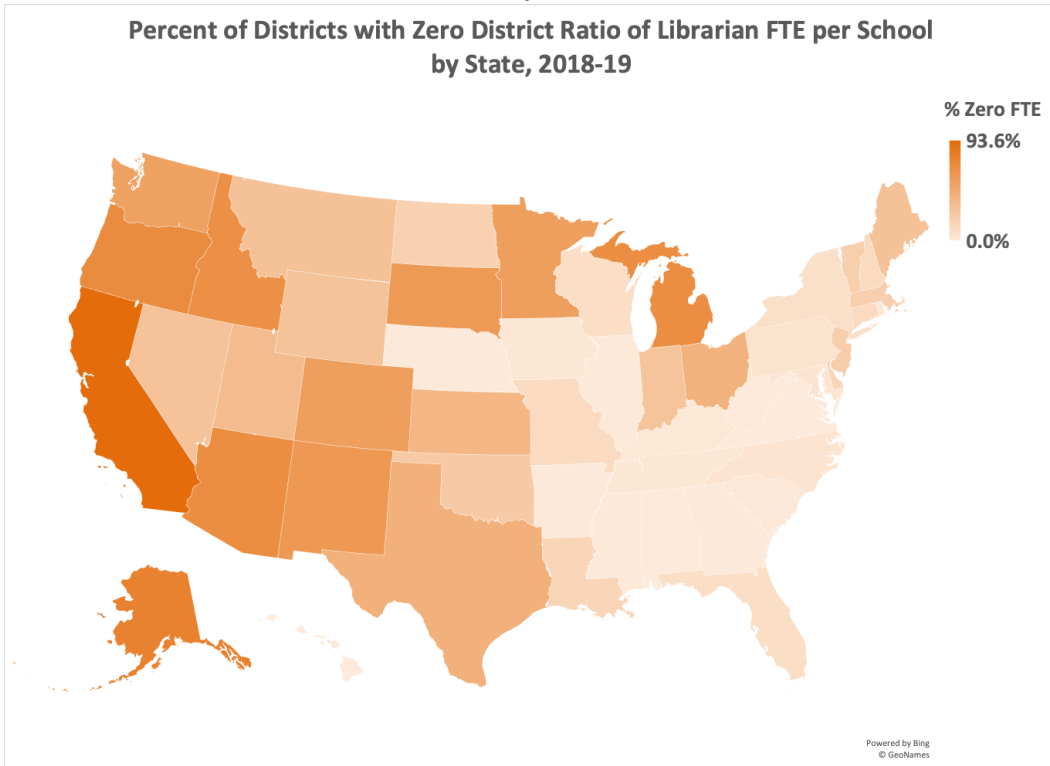 Percent of Districts with Zero District Ratio of Librarian FTE per School
by State, 2018-19
% Zero FTE
93.6%
0.0%
Powered by Bing
© GeoNames